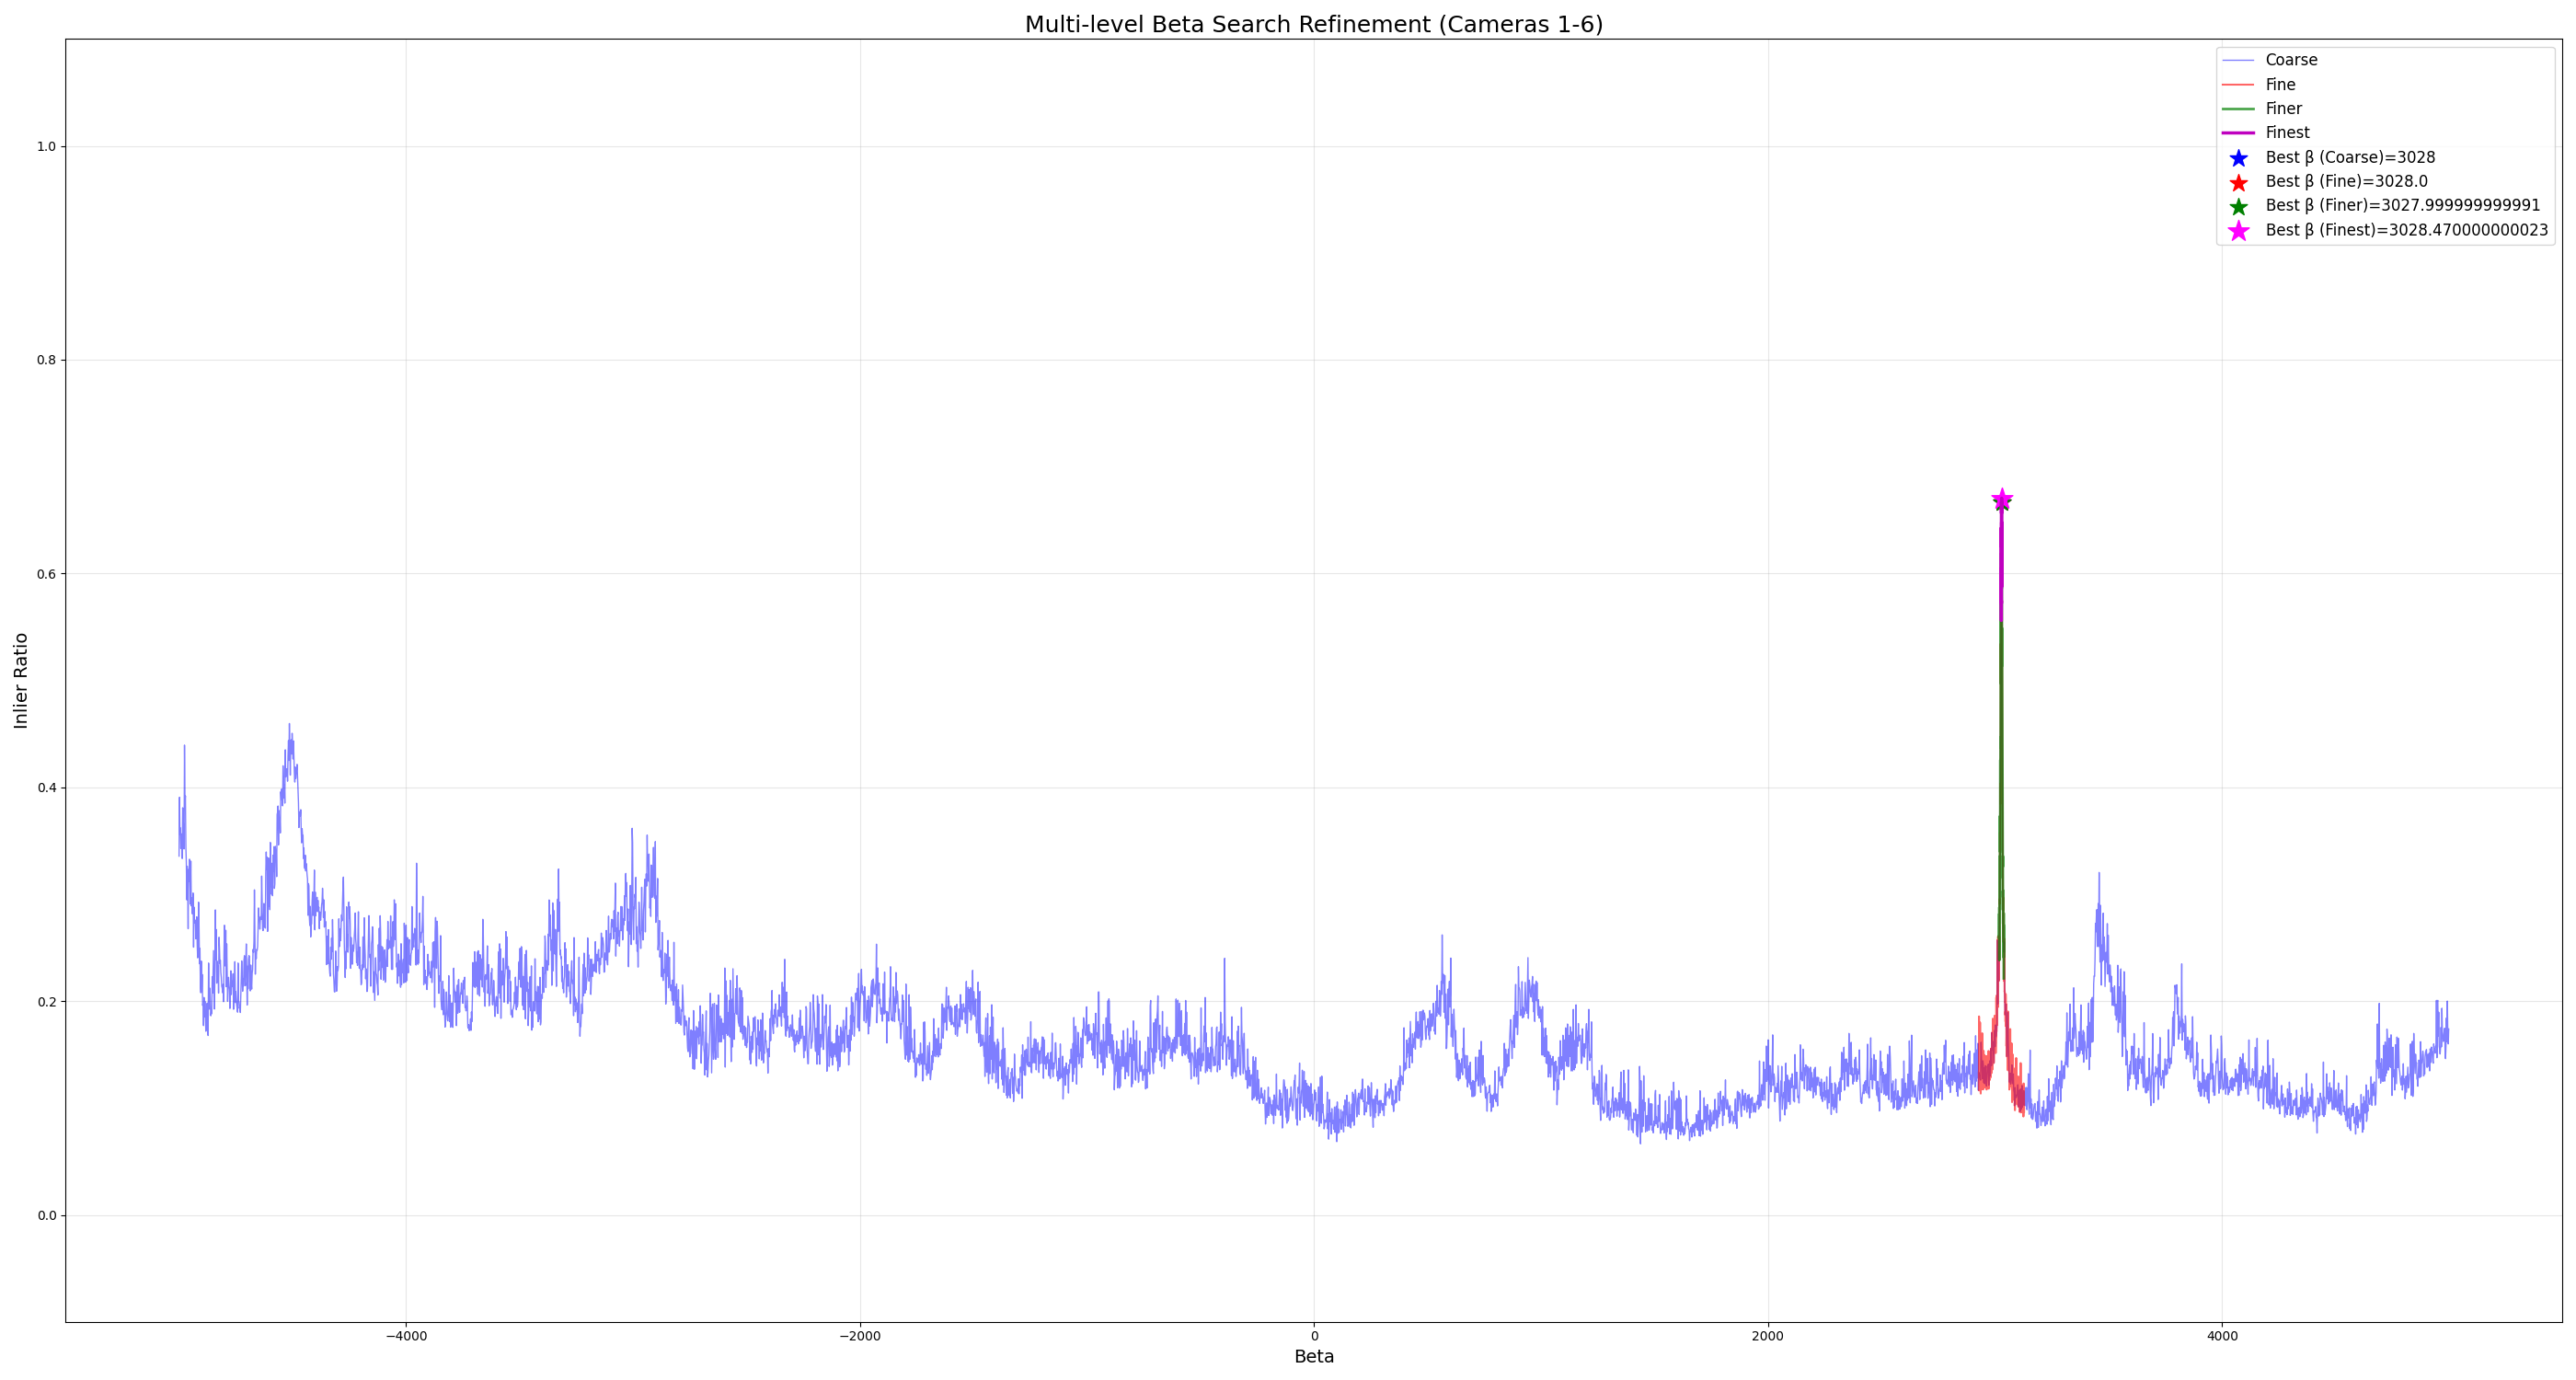 Multi-level Beta Search Refinement (Cameras 1-6)
Coarse
Fine
Finer
Finest
Best β (Coarse)=3028
Best β (Fine)=3028.0
Best β (Finer)=3027.999999999991
Best β (Finest)=3028.470000000023
1.0
0.8
0.6
0.4
0.2
0.0
Inlier Ratio
−4000
−2000
0
2000
4000
Beta